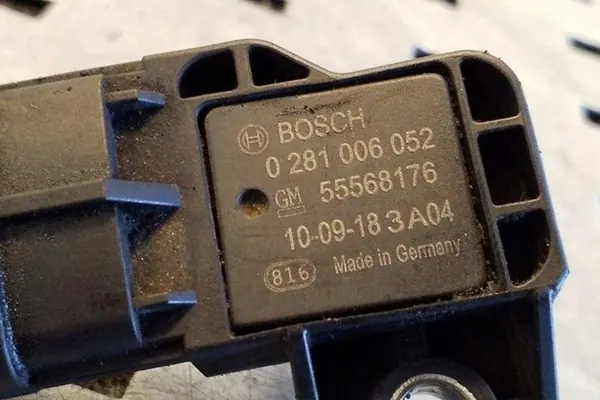 BOSCH
0 281 006 052
GM 55568176
10-09-18 3 A04
816 Made in Germany